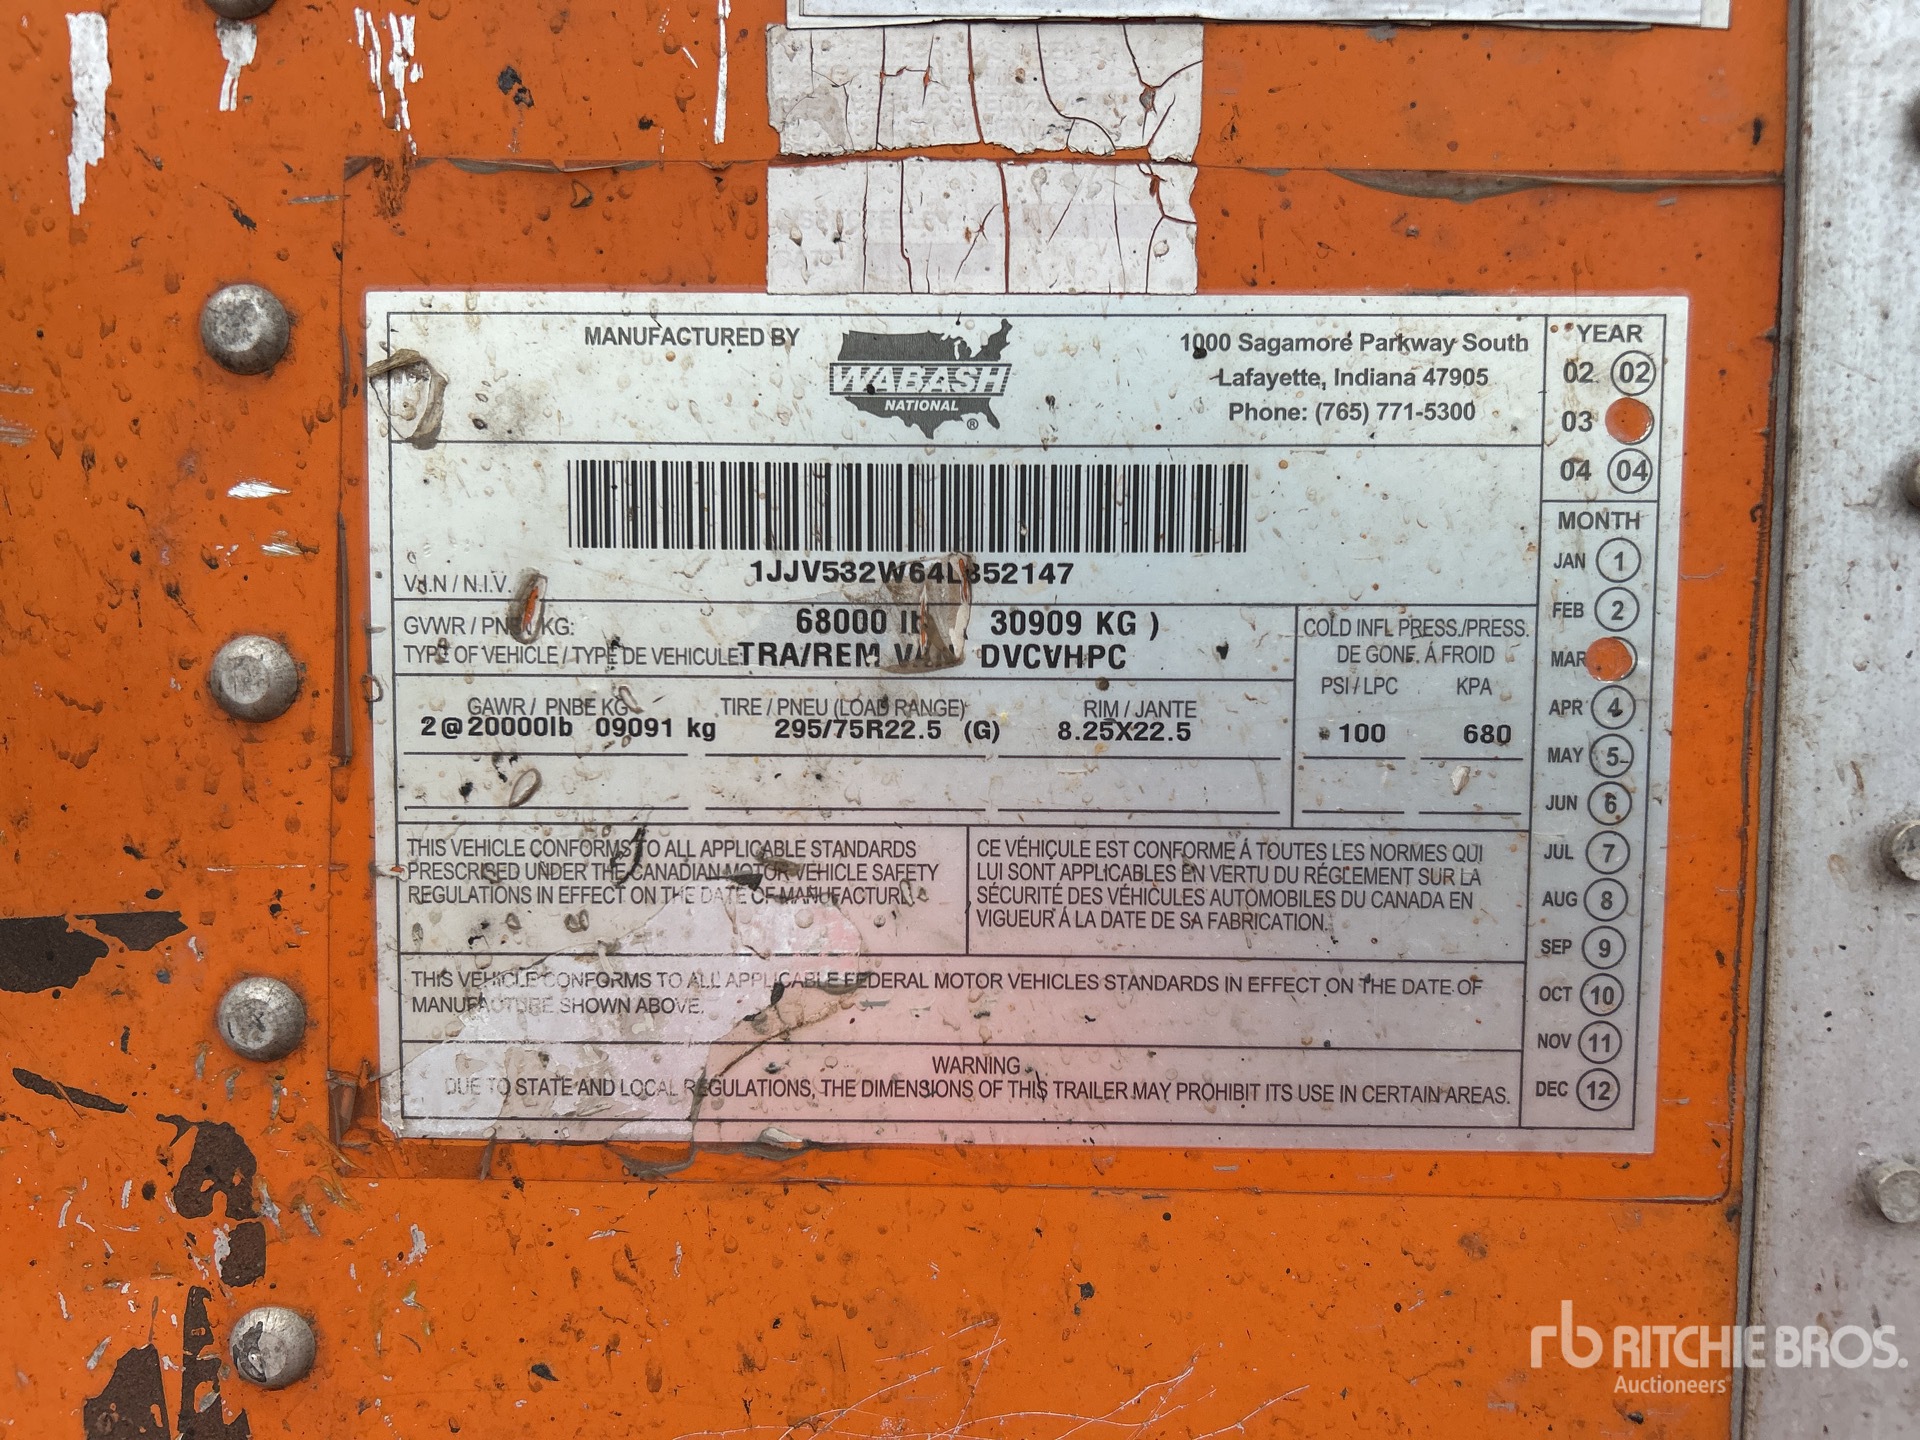 MANUFACTURED BY
WABASH
NATIONAL
®
1000 Sagamore Parkway South
Lafayette, Indiana 47905
Phone: (765) 771-5300
YEAR
02 02
03
04 04
V.I.N / N.I.V.
1JJV532W64L852147
GVWR / PNBE KG: 68000 lb ( 30909 KG )
TYPE OF VEHICLE / TYPE DE VEHICULE: TRA/REM VAN DVCVHPC
COLD INFL PRESS./PRESS.
DE GONF. Á FROID
PSI / LPC KPA
100 680
GAWR / PNBE KG TIRE / PNEU (LOAD RANGE) RIM / JANTE
2@20000lb 09091 kg 295/75R22.5 (G) 8.25X22.5
MONTH
JAN 1
FEB 2
MAR
APR 4
MAY 5
JUN 6
JUL 7
AUG 8
SEP 9
OCT 10
NOV 11
DEC 12
THIS VEHICLE CONFORMS TO ALL APPLICABLE STANDARDS
PRESCRISED UNDER THE CANADIAN MOTOR VEHICLE SAFETY
REGULATIONS IN EFFECT ON THE DATE OF MANUFACTURE.
CE VÉHICULE EST CONFORME Á TOUTES LES NORMES QUI
LUI SONT APPLICABLES EN VERTU DU RÉGLEMENT SUR LA
SÉCURITÉ DES VÉHICULES AUTOMOBILES DU CANADA EN
VIGUEUR Á LA DATE DE SA FABRICATION.
THIS VEHICLE CONFORMS TO ALL APPLICABLE FEDERAL MOTOR VEHICLES STANDARDS IN EFFECT ON THE DATE OF
MANUFACTURE SHOWN ABOVE.
WARNING
DUE TO STATE AND LOCAL REGULATIONS, THE DIMENSIONS OF THIS TRAILER MAY PROHIBIT ITS USE IN CERTAIN AREAS.
rb RITCHIE BROS.
Auctioneers